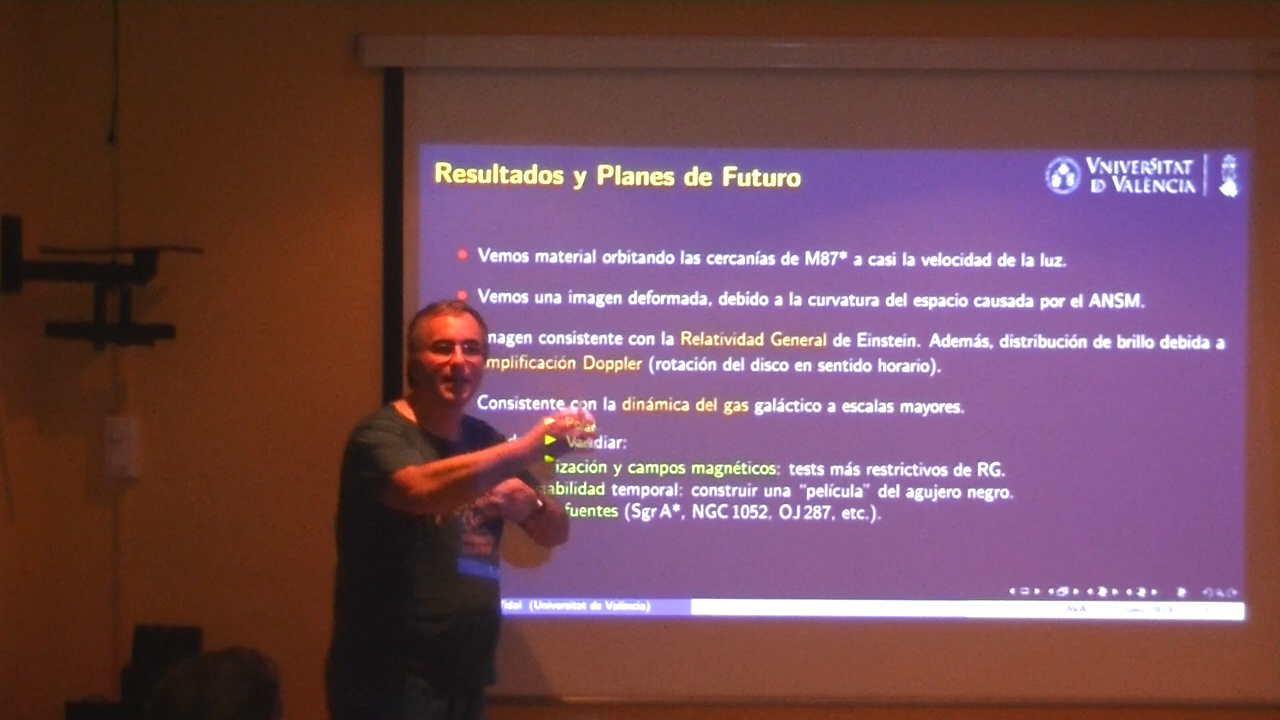 Resultados y Planes de Futuro
VNIVERSITAT
ID VALÈNCIA
Vemos material orbitando las cercanías de M87* a casi la velocidad de la luz.
Vemos una imagen deformada, debido a la curvatura del espacio causada por el ANSM.
nagen consistente con la Relatividad General de Einstein. Además, distribución de brillo debida a
mplificación Doppler (rotación del disco en sentido horario).
Consistente con la dinámica del gas galáctico a escalas mayores.
diar:
ización y campos magnéticos: tests más restrictivos de RG.
abilidad temporal: construir una "película" del agujero negro.
fuentes (Sgr A*, NGC 1052, OJ 287, etc.).
Vidal (Universitat de València)